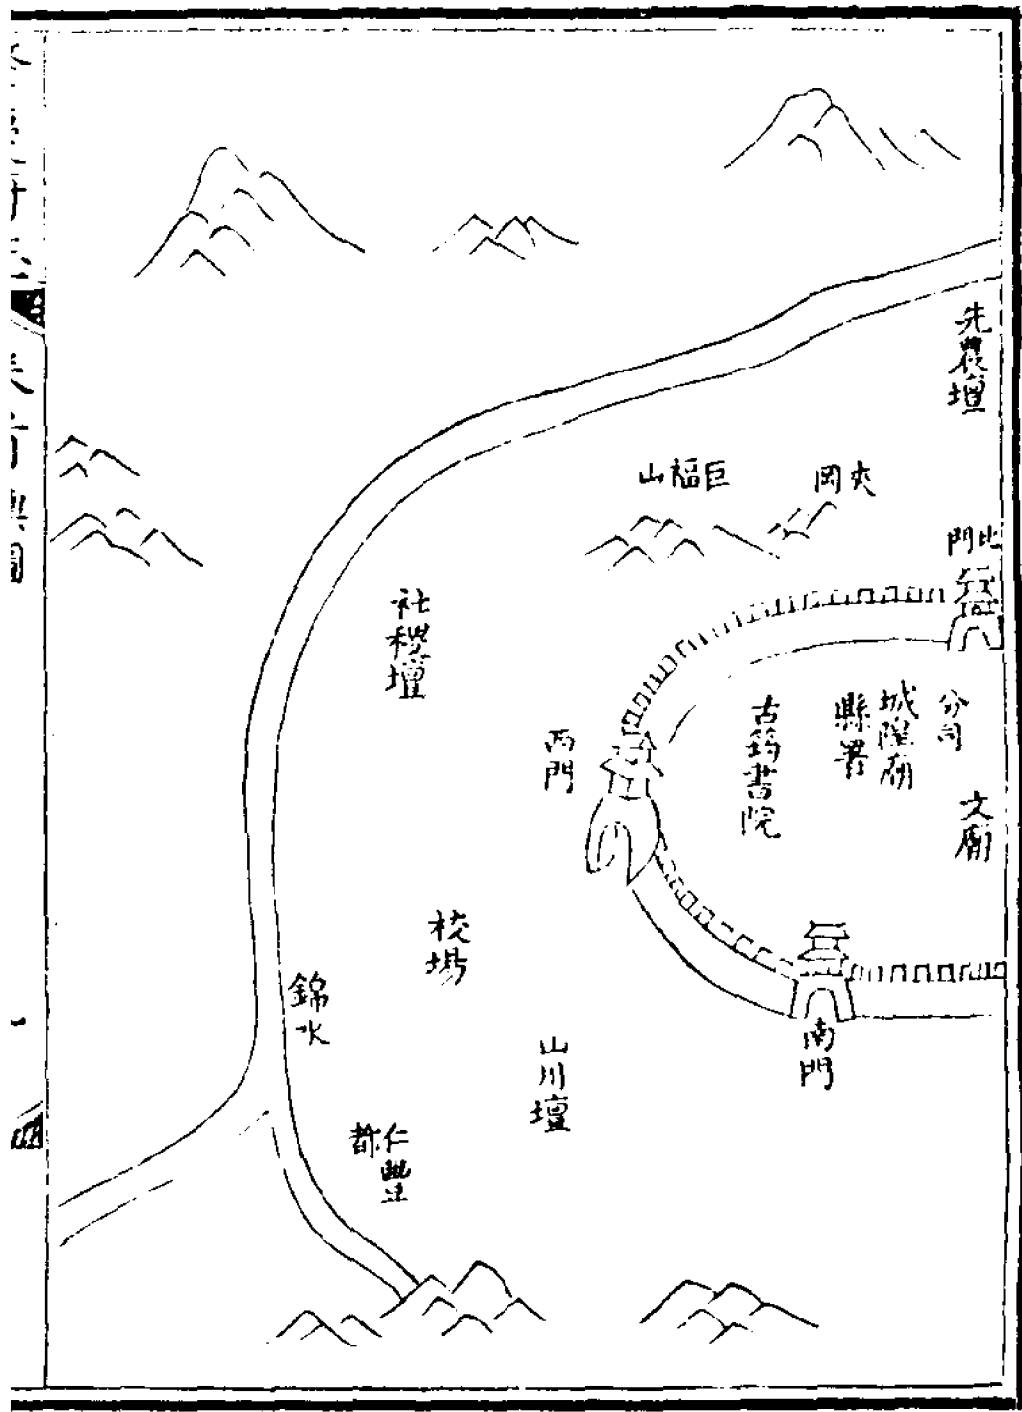 先農壇
夾岡
巨福山
北門
社稷壇
分司
城隍廟
縣署
古筠書院
文廟
西門
校場
錦水
南門
山川壇
仁豐都